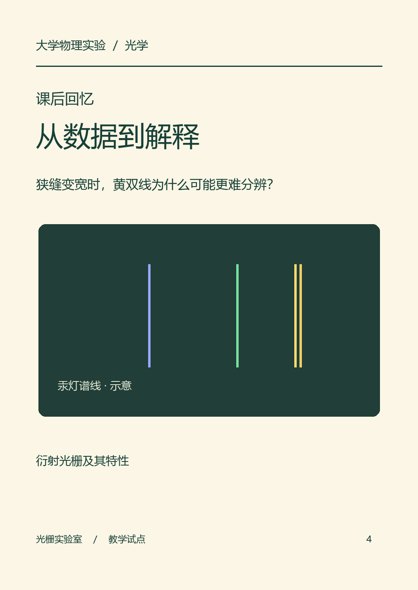 大学物理实验 / 光学
课后回忆
从数据到解释
狭缝变宽时，黄双线为什么可能更难分辨？
汞灯谱线 · 示意
衍射光栅及其特性
光栅实验室 / 教学试点
4